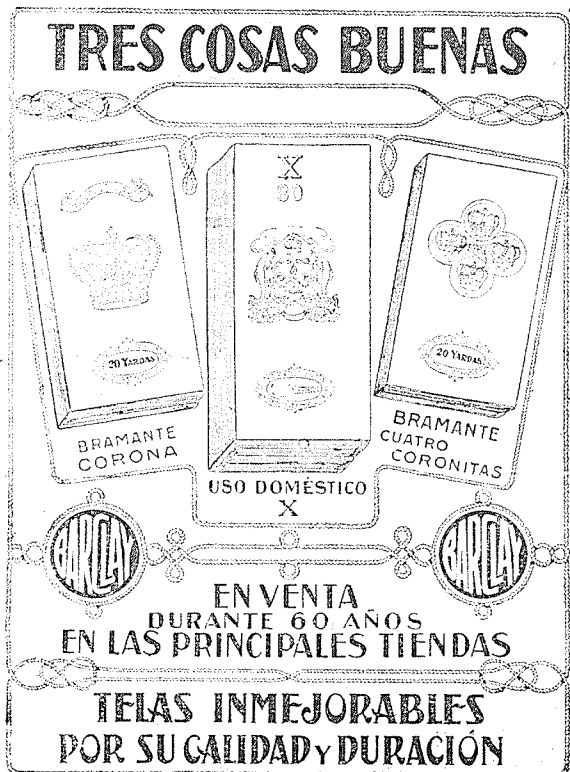 TRES COSAS BUENAS
X
60
20 YARDAS
20 YARDAS
BRAMANTE
CORONA
BRAMANTE
CUATRO
CORONITAS
USO DOMÉSTICO
X
BARCLAY
BARCLAY
EN VENTA
DURANTE 60 AÑOS
EN LAS PRINCIPALES TIENDAS
TELAS INMEJORABLES
POR SU CALIDAD Y DURACIÓN